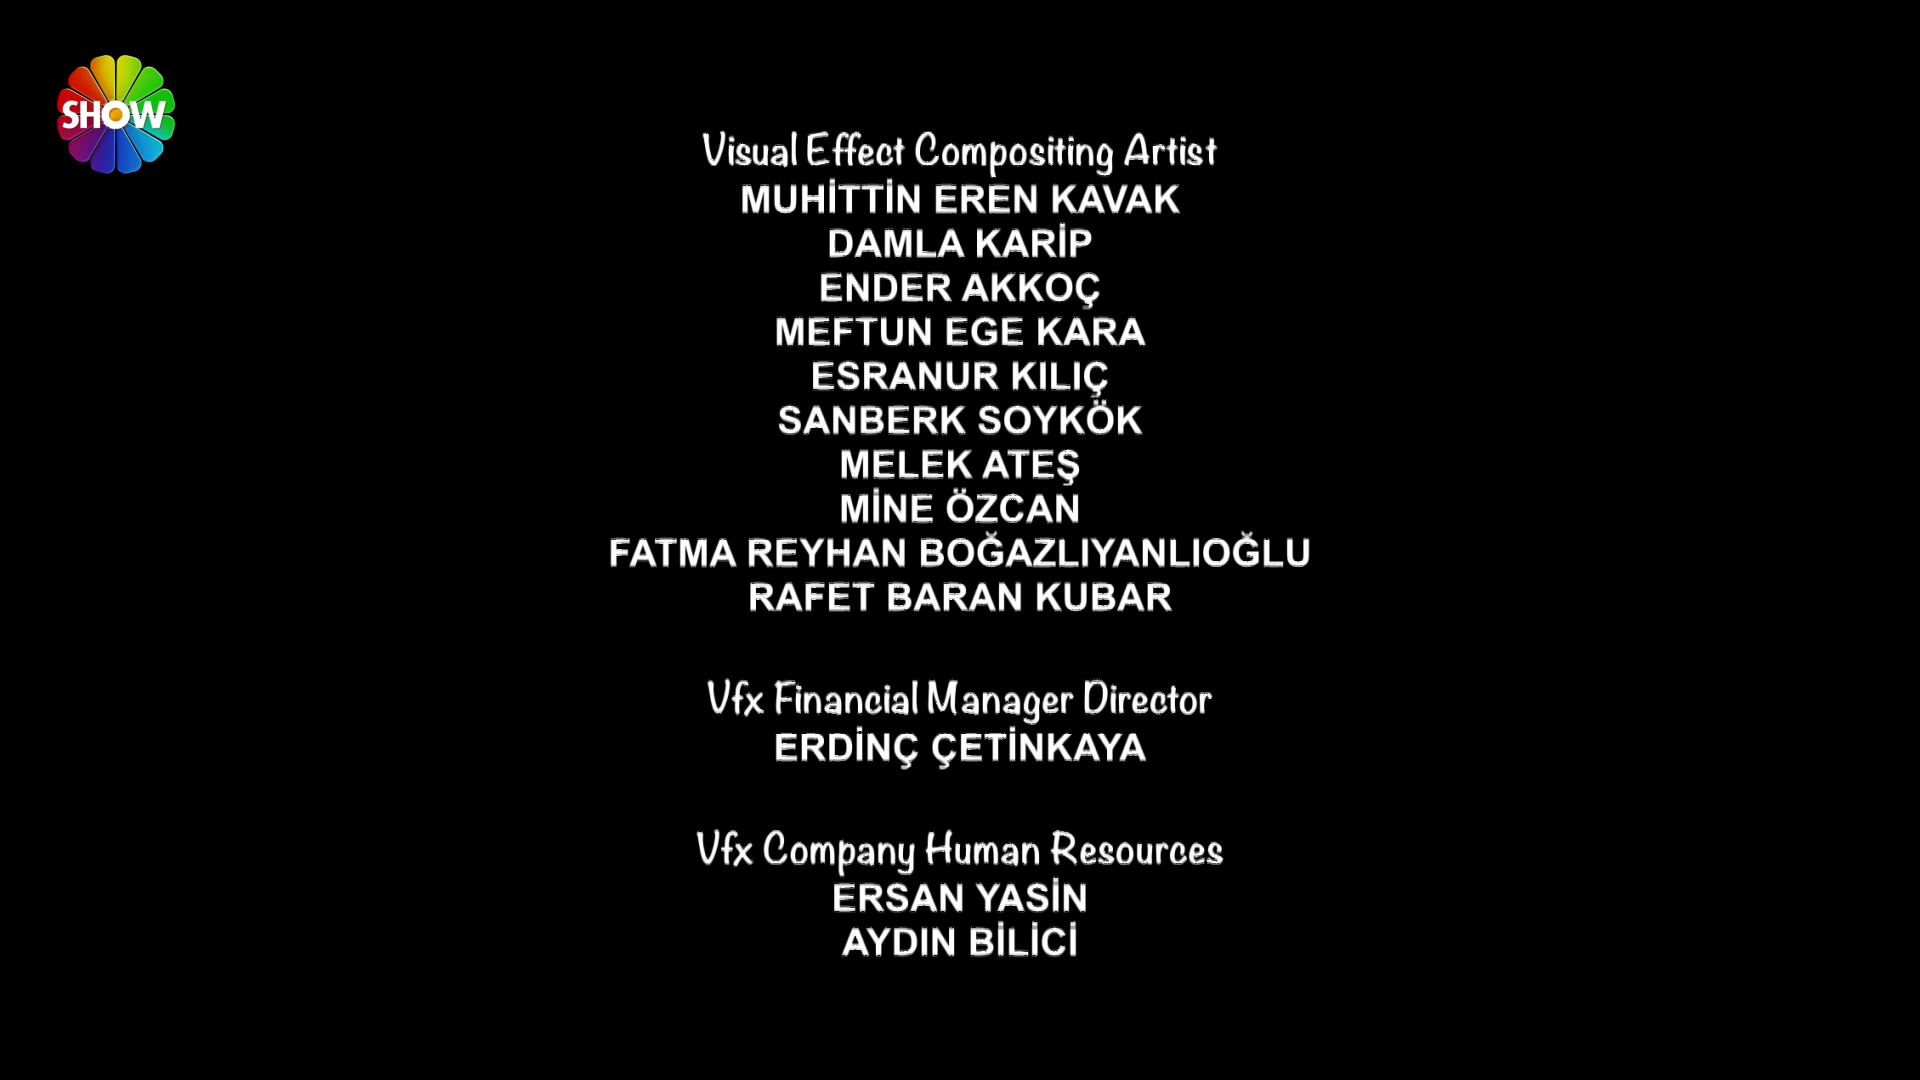 SHOW
Visual Effect Compositing Artist
MUHİTTİN EREN KAVAK
DAMLA KARİP
ENDER AKKOÇ
MEFTUN EGE KARA
ESRANUR KILIÇ
SANBERK SOYKÖK
MELEK ATEŞ
MİNE ÖZCAN
FATMA REYHAN BOĞAZLIYANLIOĞLU
RAFET BARAN KUBAR
Vfx Financial Manager Director
ERDİNÇ ÇETİNKAYA
Vfx Company Human Resources
ERSAN YASİN
AYDIN BİLİCİ